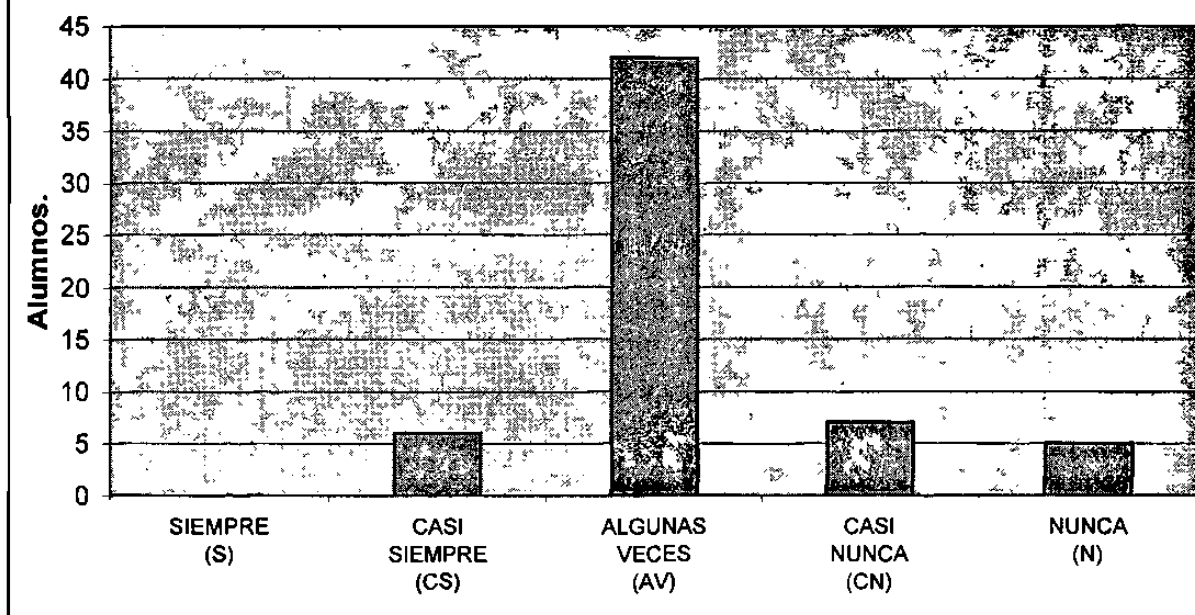 45
40
35
30
25
20
15
10
5
0
Alumnos.
SIEMPRE
(S)
CASI
SIEMPRE
(CS)
ALGUNAS
VECES
(AV)
CASI
NUNCA
(CN)
NUNCA
(N)